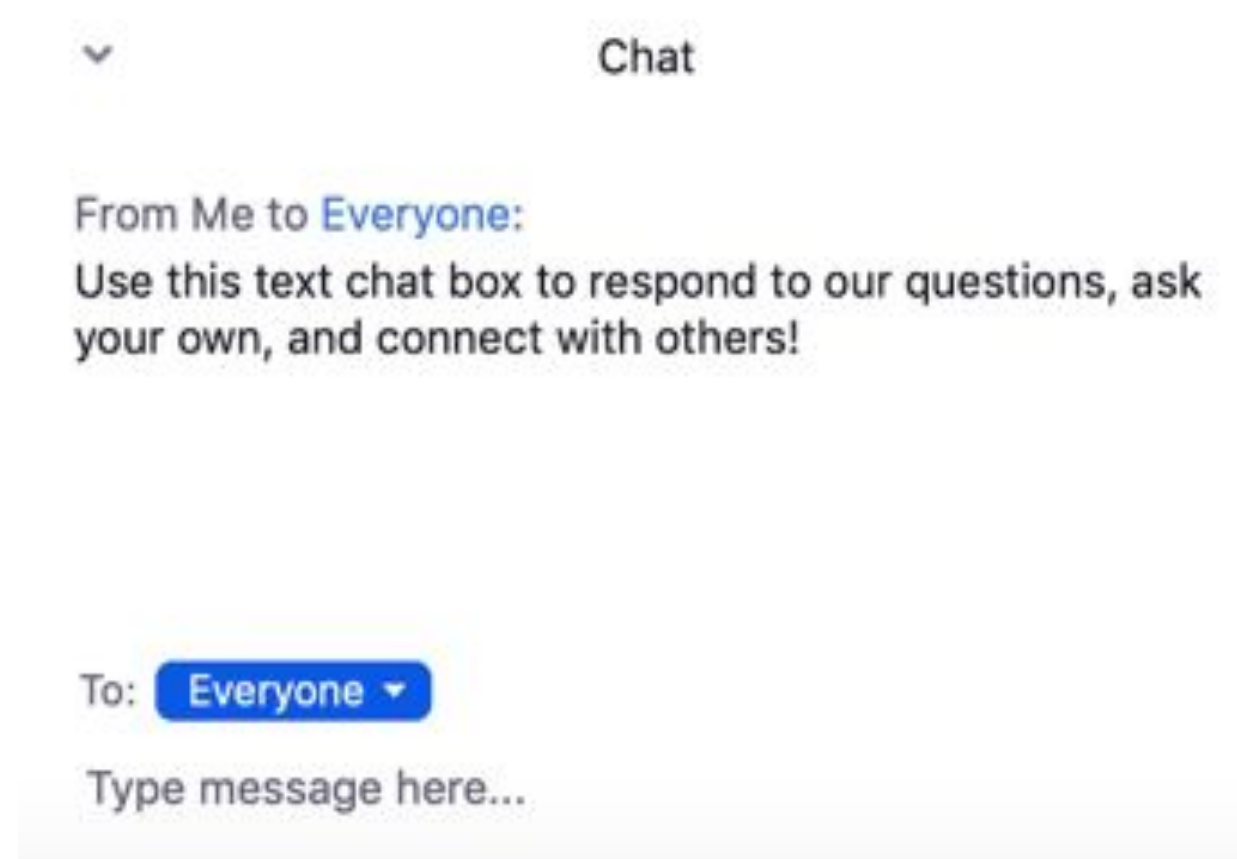 Chat
From Me to Everyone:
Use this text chat box to respond to our questions, ask
your own, and connect with others!
To: Everyone
Type message here...